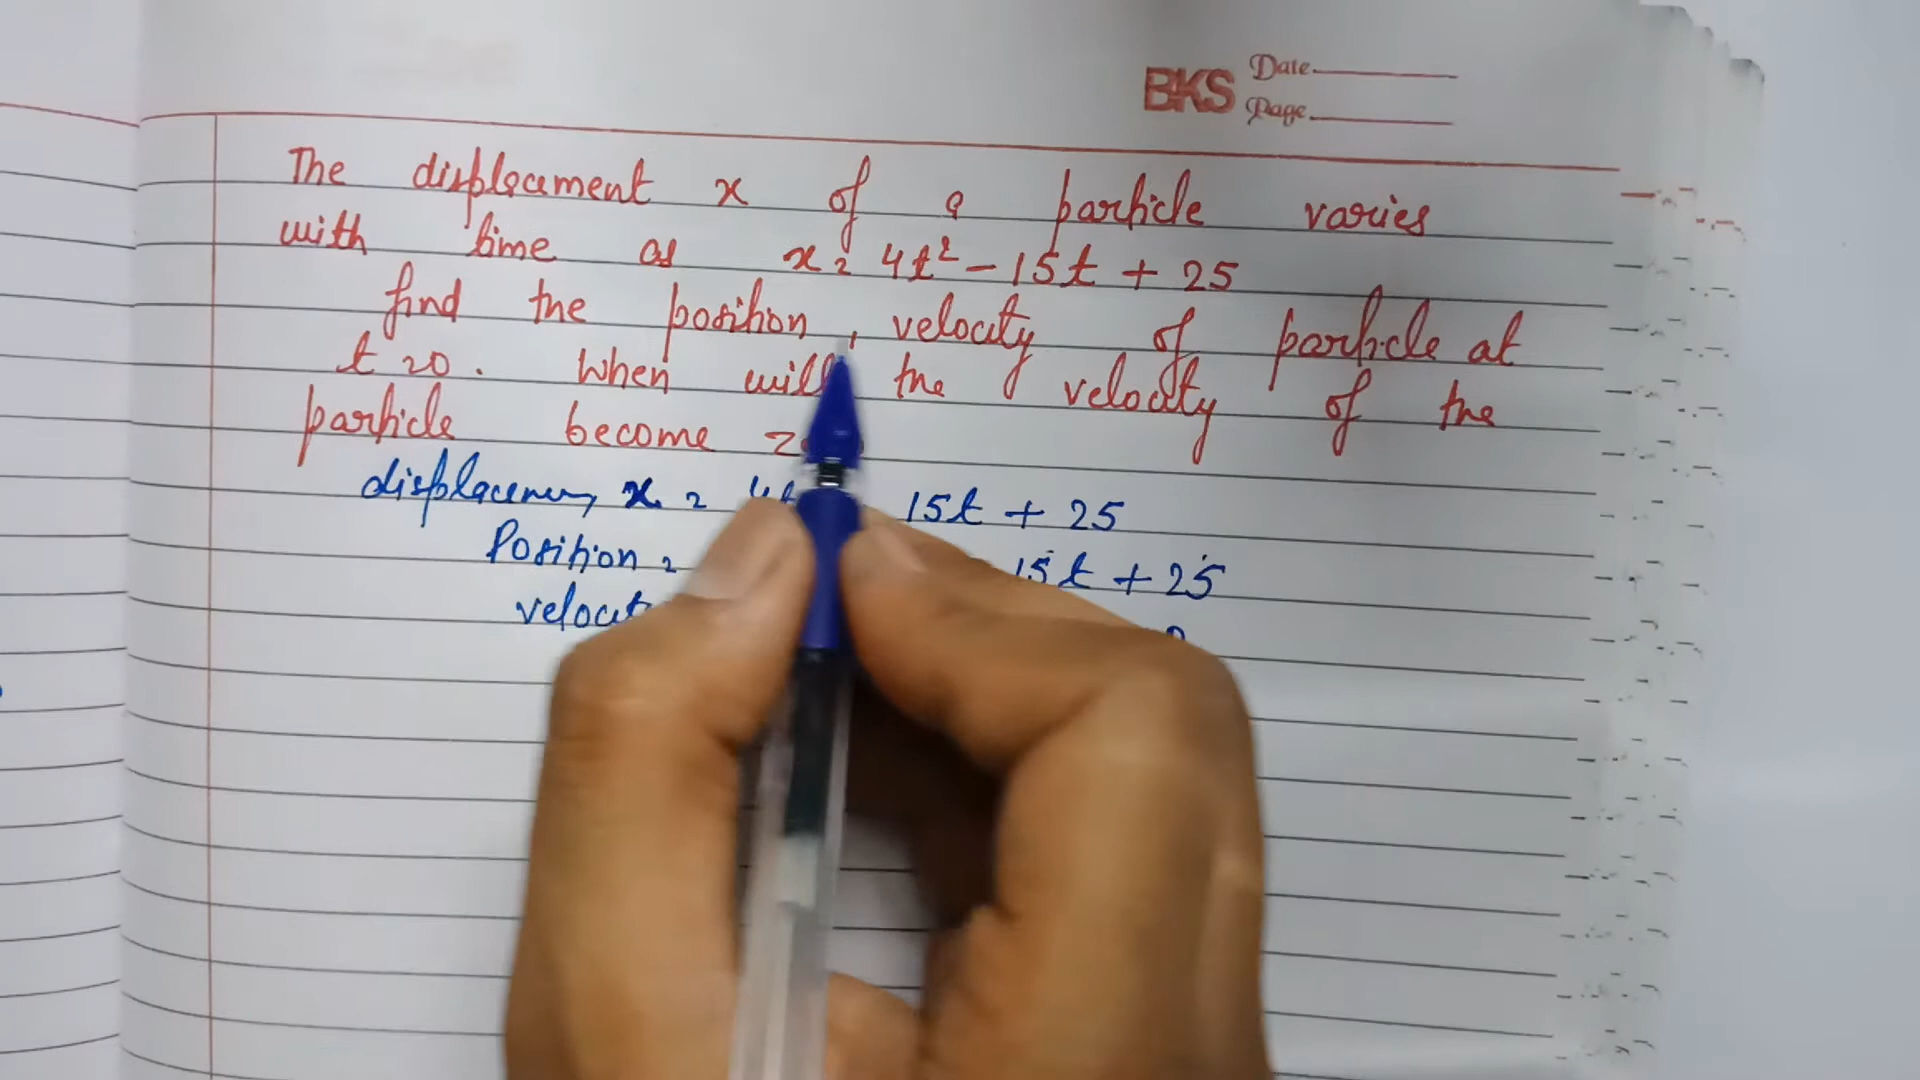 BKS Date
Page
The displacement x of a particle varies
with time as x = 4t² - 15t + 25
find the position, velocity of particle at
t = 0. When will the velocity of the
particle become
displacement x = 4t 15t + 25
Position = 15t + 25